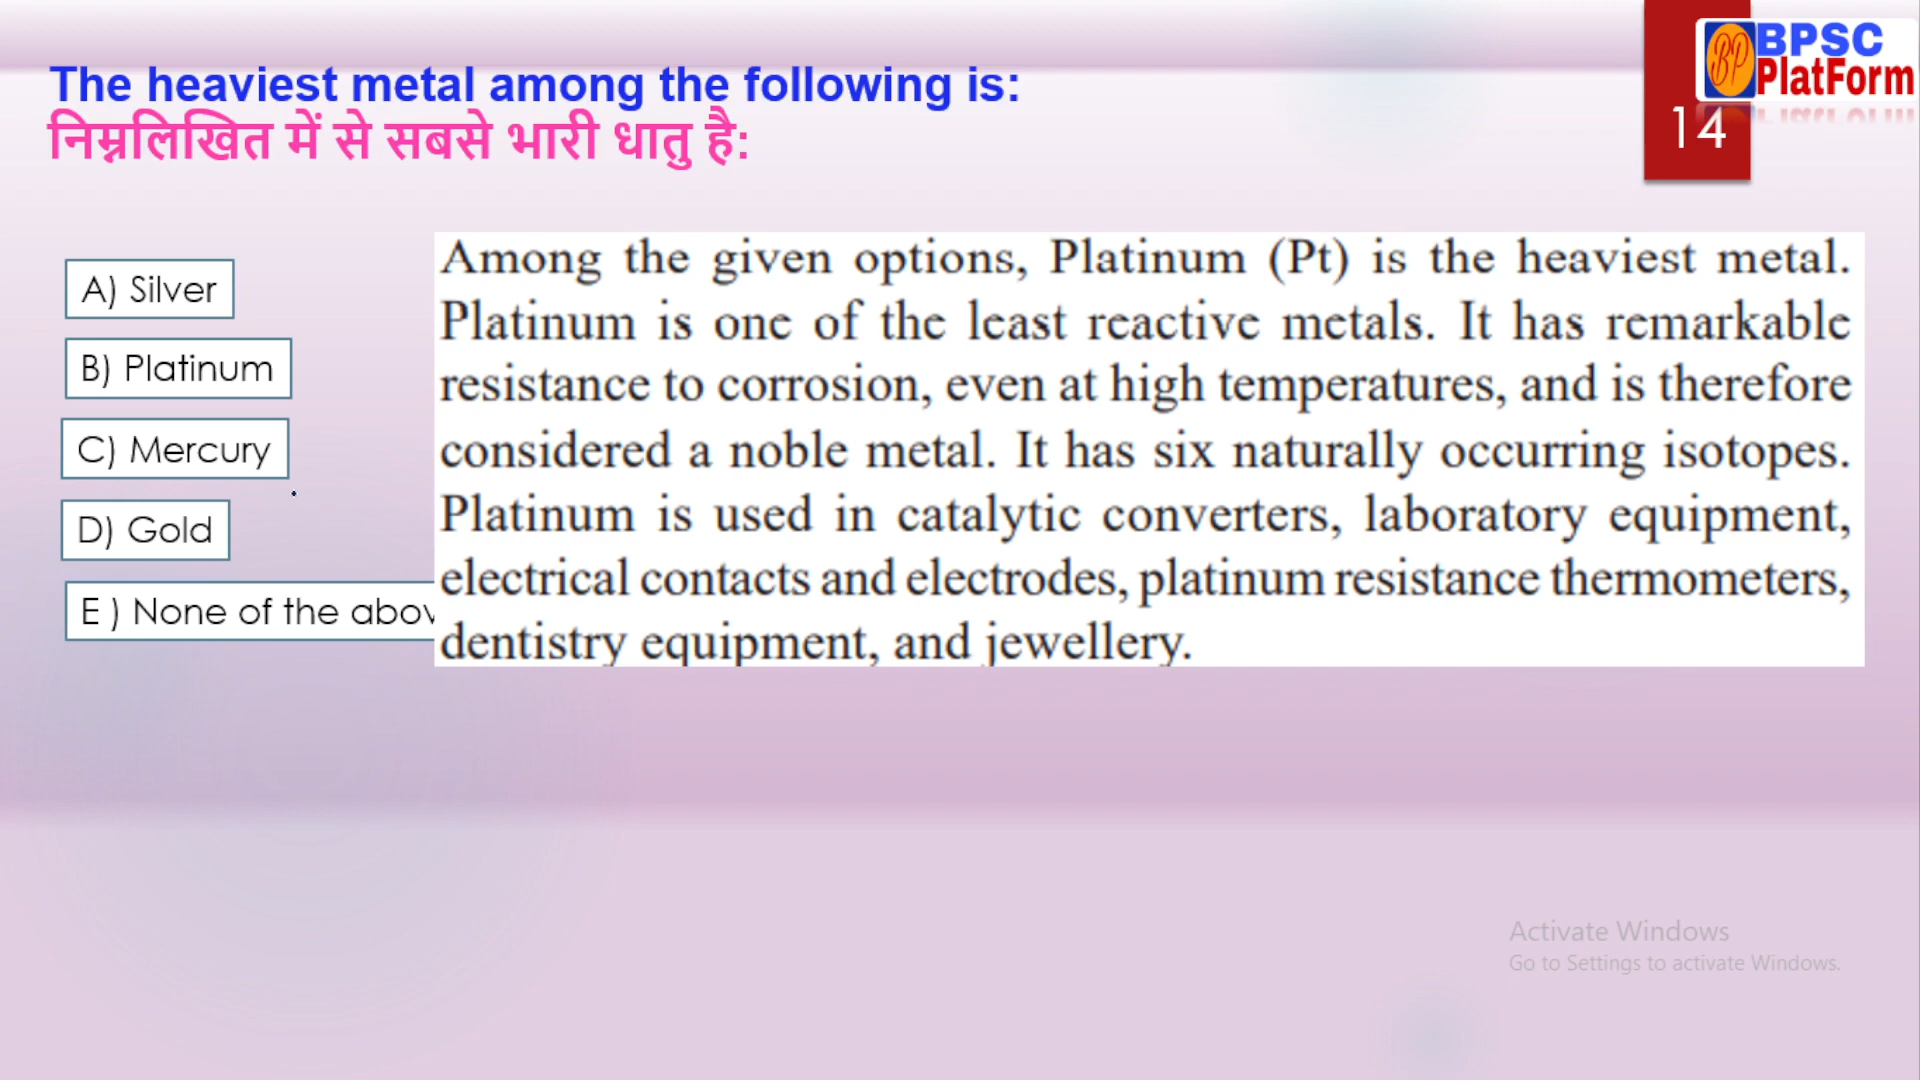 The heaviest metal among the following is:
निम्नलिखित में से सबसे भारी धातु है:
BP
BPSC
PlatForm
14
A) Silver
B) Platinum
C) Mercury
D) Gold
E ) None of the abov
Among the given options, Platinum (Pt) is the heaviest metal.
Platinum is one of the least reactive metals. It has remarkable
resistance to corrosion, even at high temperatures, and is therefore
considered a noble metal. It has six naturally occurring isotopes.
Platinum is used in catalytic converters, laboratory equipment,
electrical contacts and electrodes, platinum resistance thermometers,
dentistry equipment, and jewellery.
Activate Windows
Go to Settings to activate Windows.